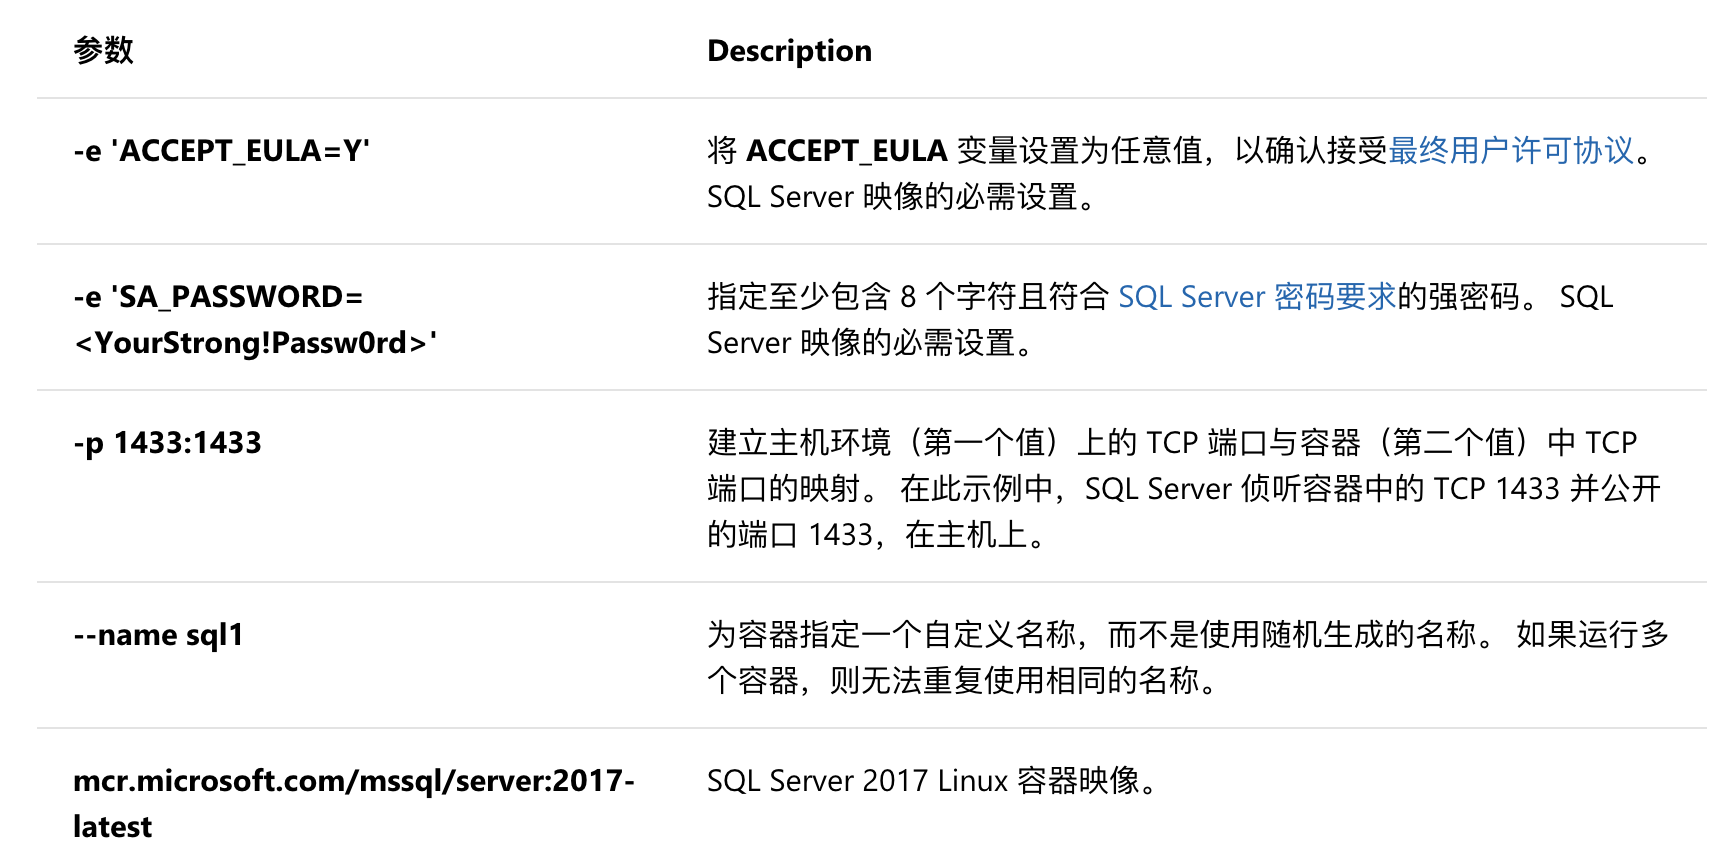 参数 Description
-e 'ACCEPT_EULA=Y' 将 ACCEPT_EULA 变量设置为任意值，以确认接受最终用户许可协议。
SQL Server 映像的必需设置。
-e 'SA_PASSWORD= 指定至少包含 8 个字符且符合 SQL Server 密码要求的强密码。 SQL
<YourStrong!Passw0rd>' Server 映像的必需设置。
-p 1433:1433 建立主机环境（第一个值）上的 TCP 端口与容器（第二个值）中 TCP
端口的映射。 在此示例中，SQL Server 侦听容器中的 TCP 1433 并公开
的端口 1433，在主机上。
--name sql1 为容器指定一个自定义名称，而不是使用随机生成的名称。 如果运行多
个容器，则无法重复使用相同的名称。
mcr.microsoft.com/mssql/server:2017- SQL Server 2017 Linux 容器映像。
latest